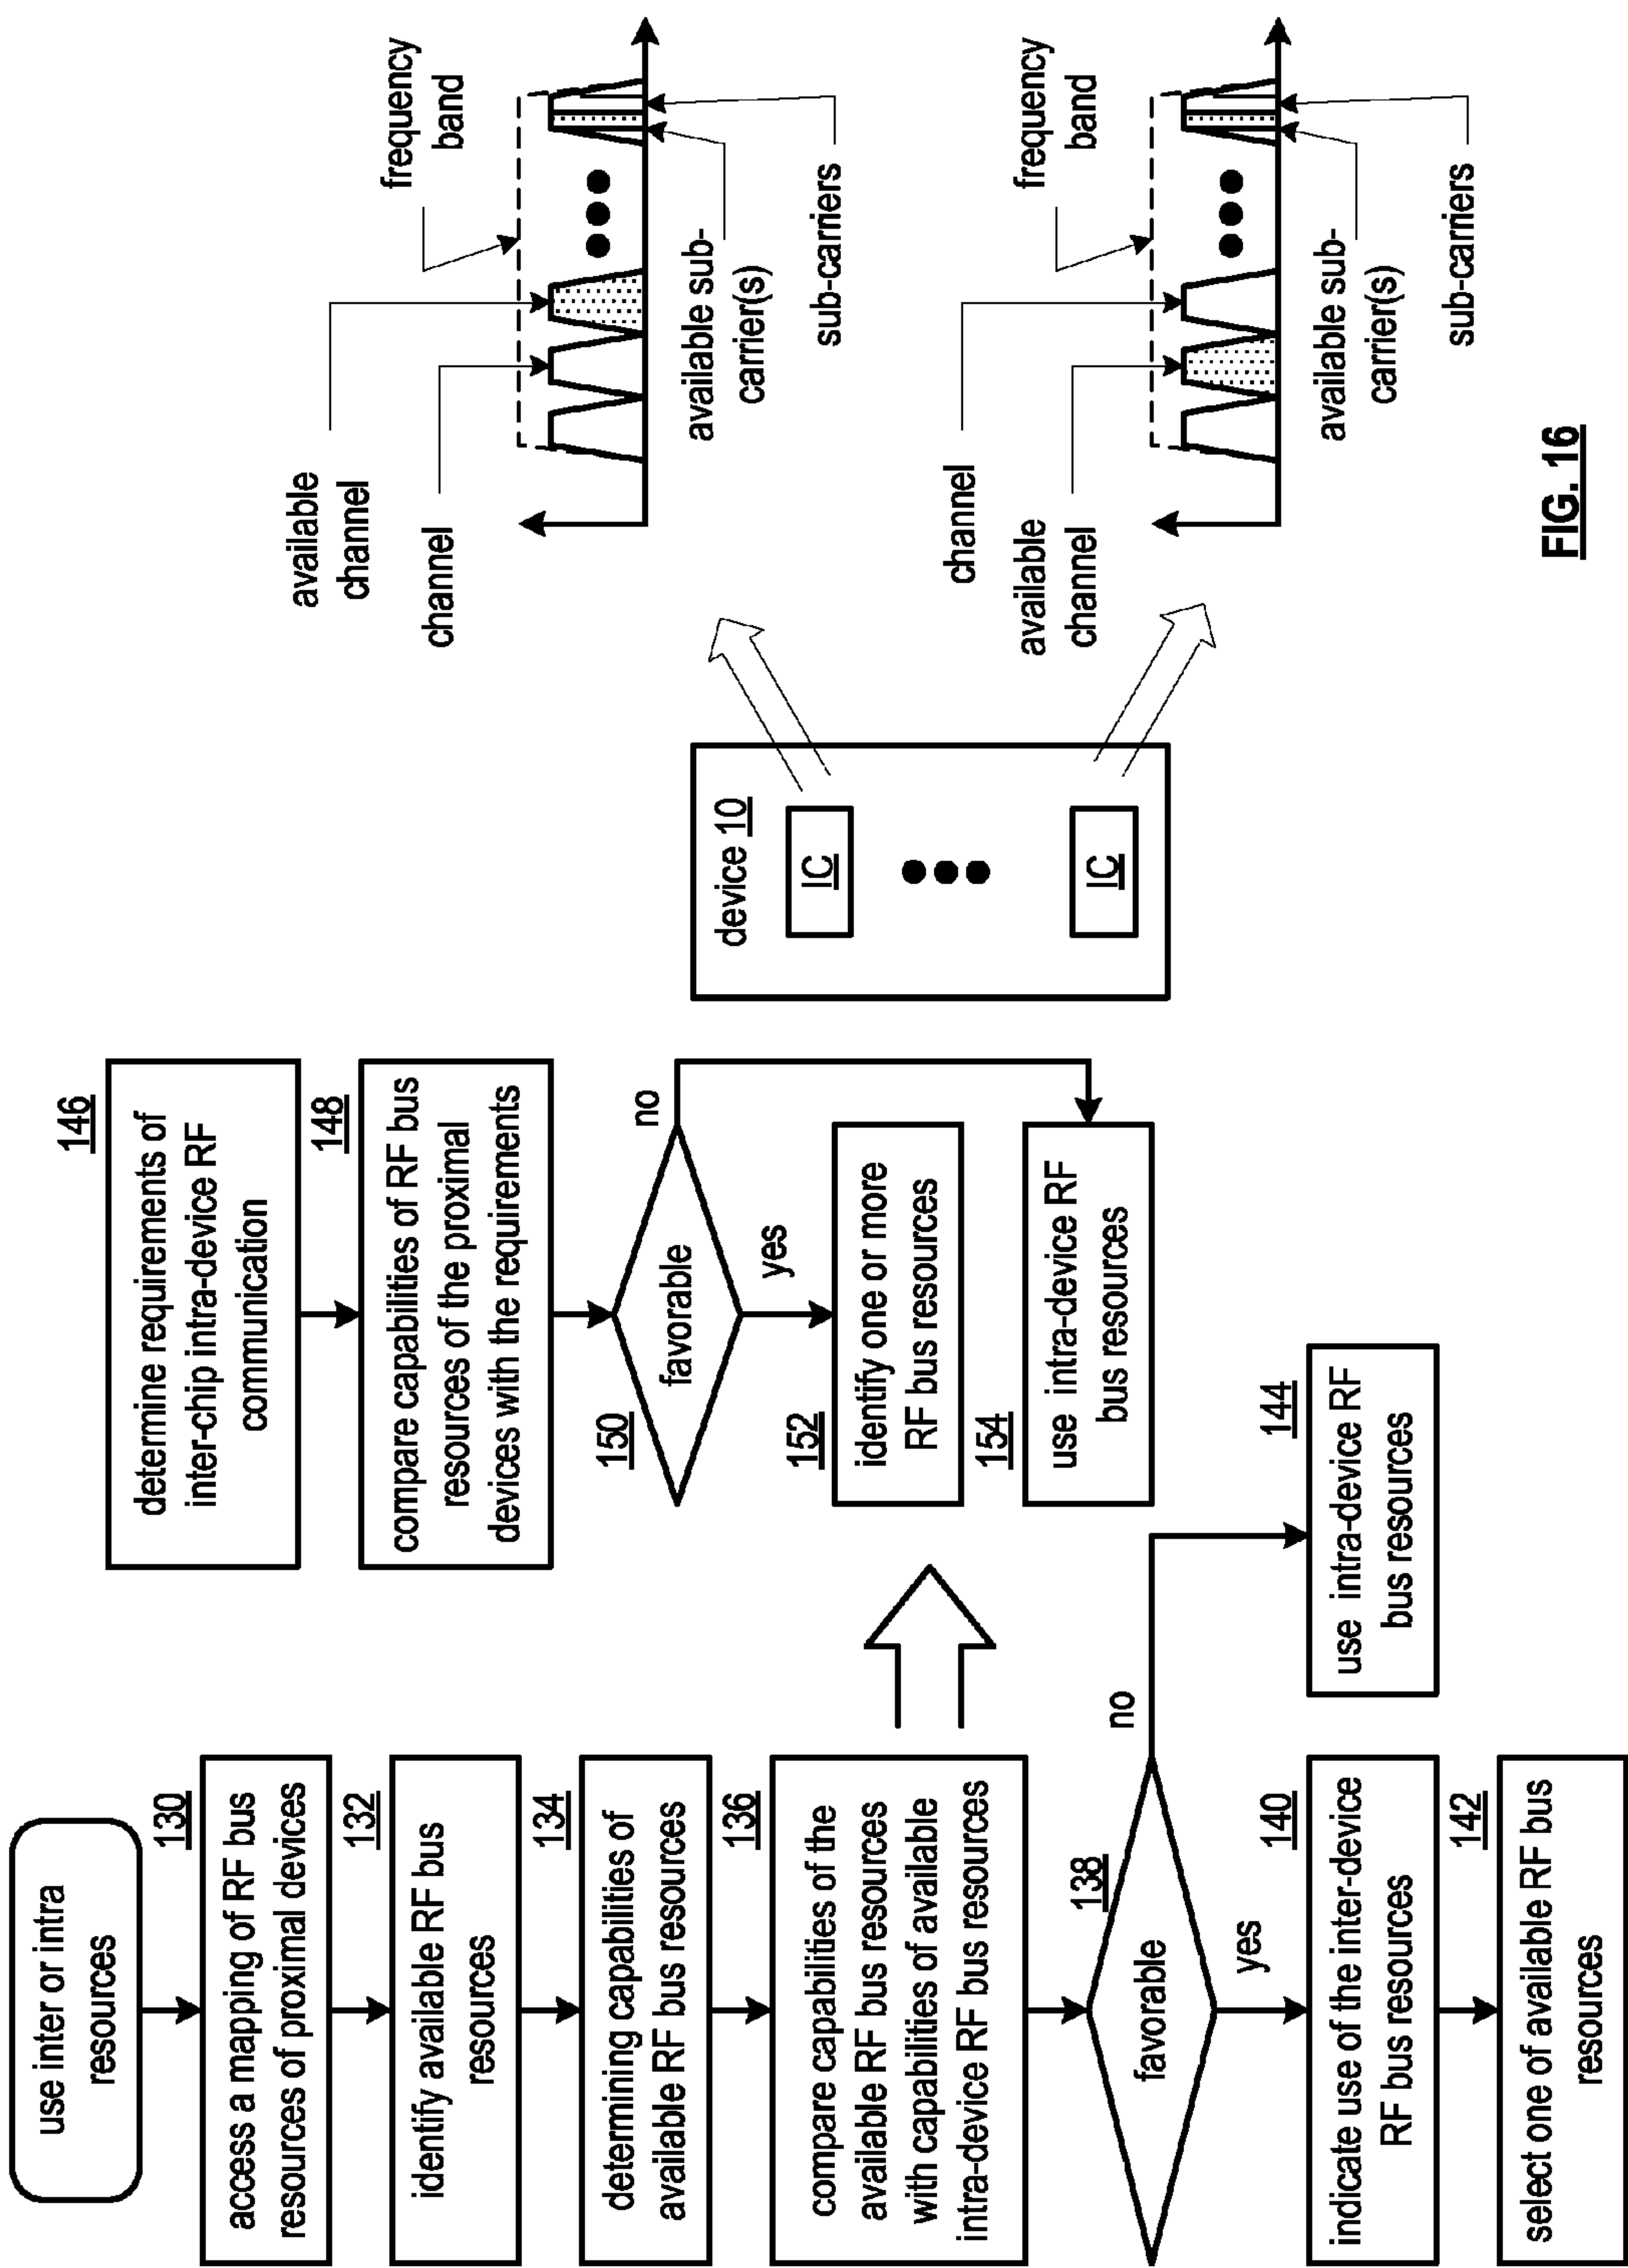 use inter or intra
resources
130
access a mapping of RF bus
resources of proximal devices
132
identify available RF bus
resources
134
determining capabilities of
available RF bus resources
136
compare capabilities of the
available RF bus resources
with capabilities of available
intra-device RF bus resources
138
favorable
no
yes
140
indicate use of the inter-device
RF bus resources
142
select one of available RF bus
resources
144
use intra-device RF
bus resources
146
determine requirements of
inter-chip intra-device RF
communication
148
compare capabilities of RF bus
resources of the proximal
devices with the requirements
150
favorable
no
yes
152
identify one or more
RF bus resources
154
use intra-device RF
bus resources
device 10
IC
IC
available
channel
channel
frequency
band
available sub-
carrier(s)
sub-carriers
channel
available
channel
frequency
band
available sub-
carrier(s)
sub-carriers
FIG. 16